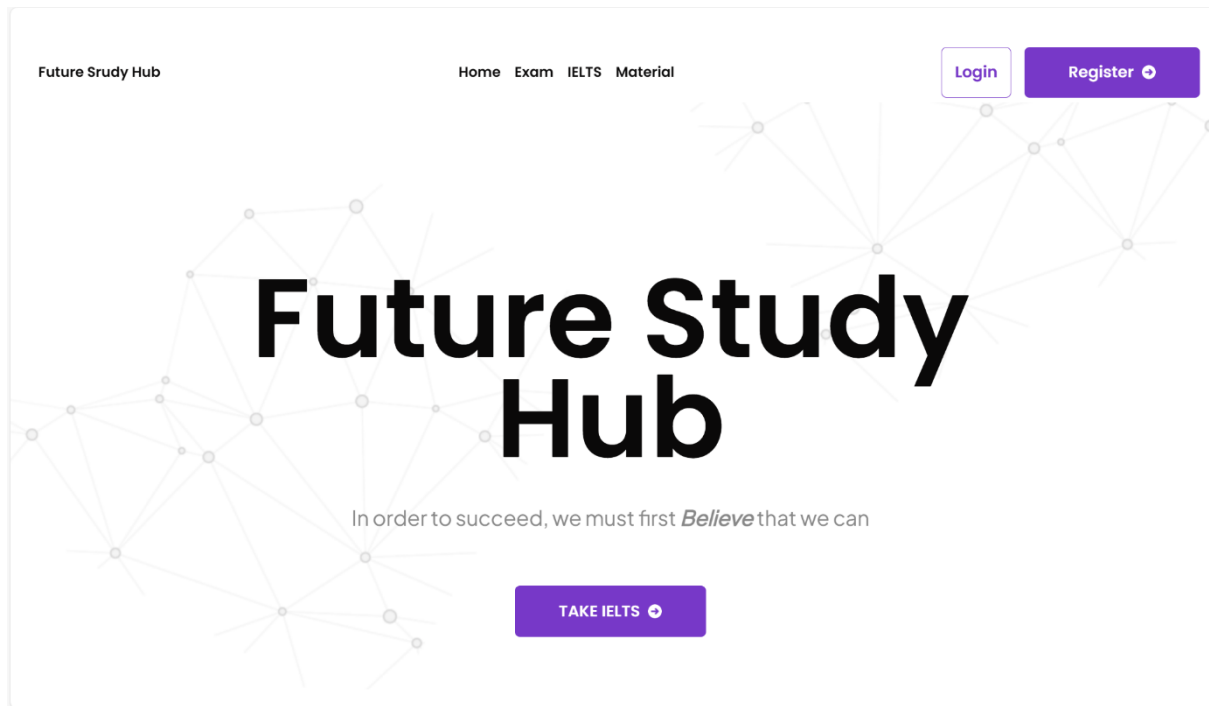 Future Srudy Hub
Home Exam IELTS Material
Login
Register
Future Study
Hub
In order to succeed, we must first Believe that we can
TAKE IELTS